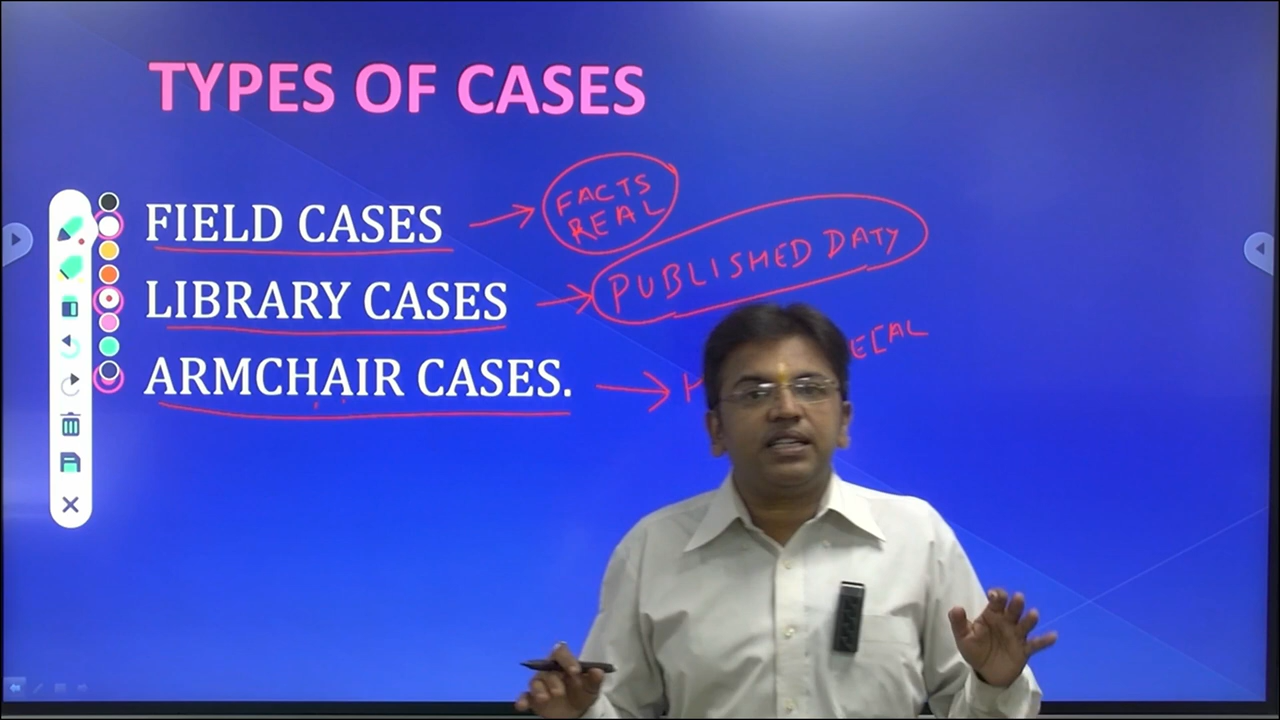 TYPES OF CASES
FIELD CASES
FACTS
REAL
LIBRARY CASES
PUBLISHED DATY
ARMCHAIR CASES.